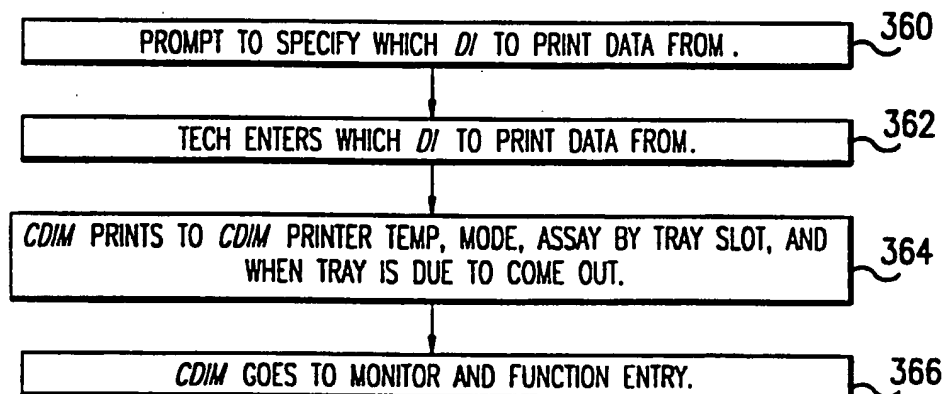 PROMPT TO SPECIFY WHICH DI TO PRINT DATA FROM .
360
TECH ENTERS WHICH DI TO PRINT DATA FROM.
362
CDIM PRINTS TO CDIM PRINTER TEMP, MODE, ASSAY BY TRAY SLOT, AND
WHEN TRAY IS DUE TO COME OUT.
364
CDIM GOES TO MONITOR AND FUNCTION ENTRY.
366